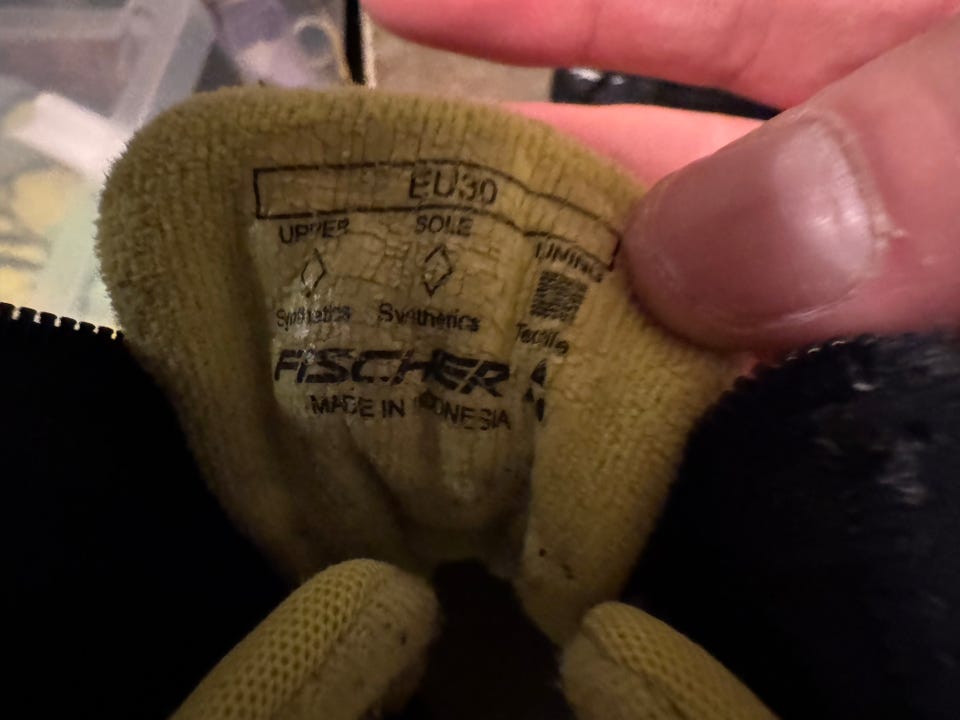 EU30
UPPER SOLE LINING
Synthetics Synthetics Textile
FISCHER
MADE IN INDONESIA